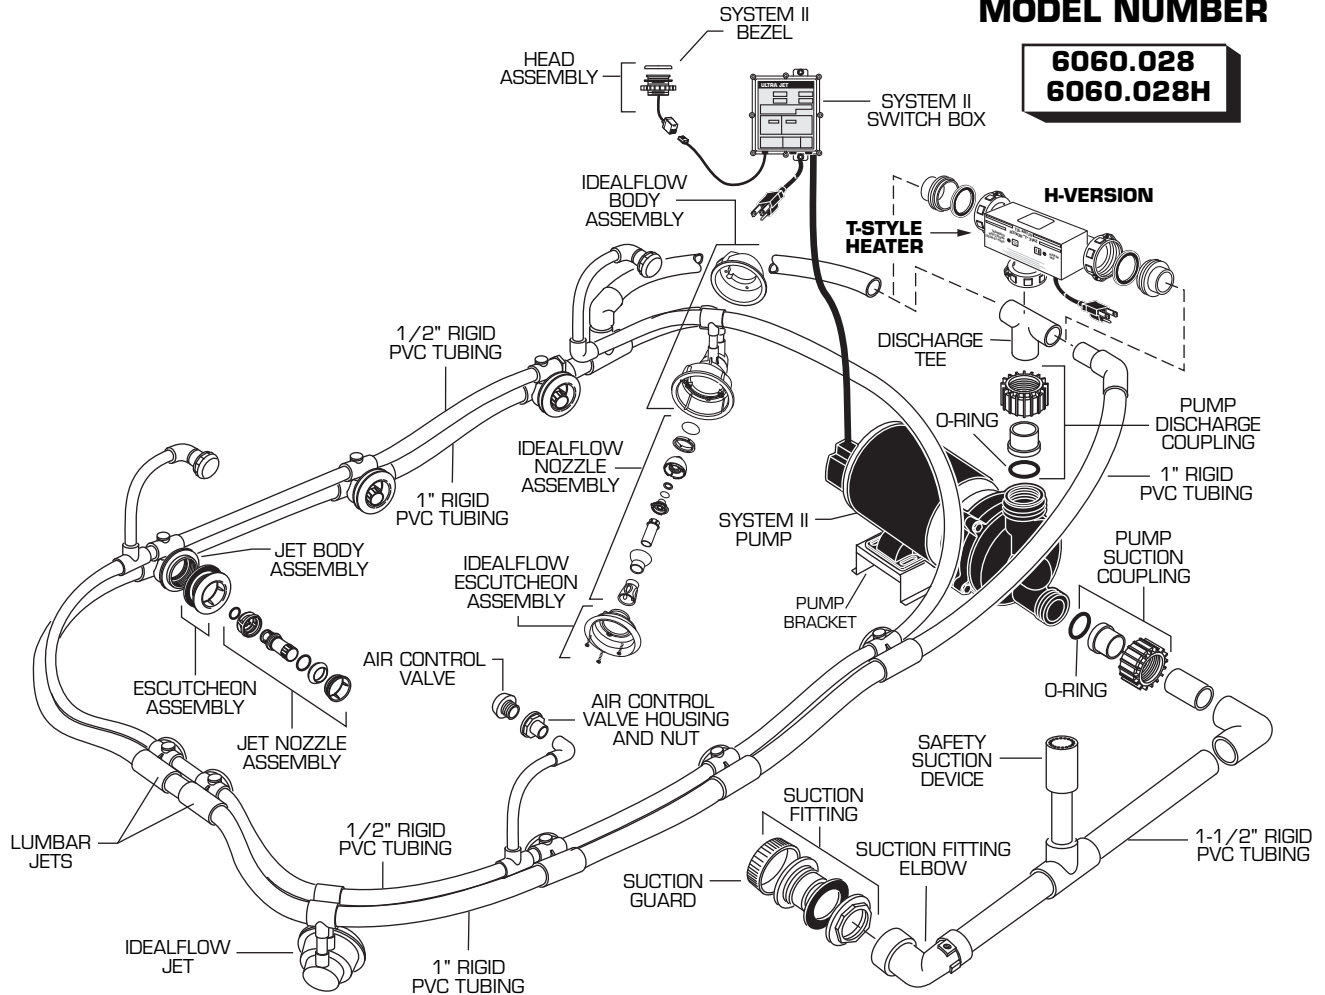 MODEL NUMBER
6060.028
6060.028H
SYSTEM II
BEZEL
HEAD
ASSEMBLY
ULTRA JET
SYSTEM II
SWITCH BOX
IDEALFLOW
BODY
ASSEMBLY
H-VERSION
T-STYLE
HEATER
1/2" RIGID
PVC TUBING
DISCHARGE
TEE
O-RING
PUMP
DISCHARGE
COUPLING
IDEALFLOW
NOZZLE
ASSEMBLY
1" RIGID
PVC TUBING
1" RIGID
PVC TUBING
SYSTEM II
PUMP
JET BODY
ASSEMBLY
IDEALFLOW
ESCUTCHEON
ASSEMBLY
PUMP
SUCTION
COUPLING
PUMP
BRACKET
AIR CONTROL
VALVE
ESCUTCHEON
ASSEMBLY
O-RING
AIR CONTROL
VALVE HOUSING
AND NUT
JET NOZZLE
ASSEMBLY
SAFETY
SUCTION
DEVICE
SUCTION
FITTING
LUMBAR
JETS
1/2" RIGID
PVC TUBING
SUCTION FITTING
ELBOW
1-1/2" RIGID
PVC TUBING
SUCTION
GUARD
IDEALFLOW
JET
1" RIGID
PVC TUBING